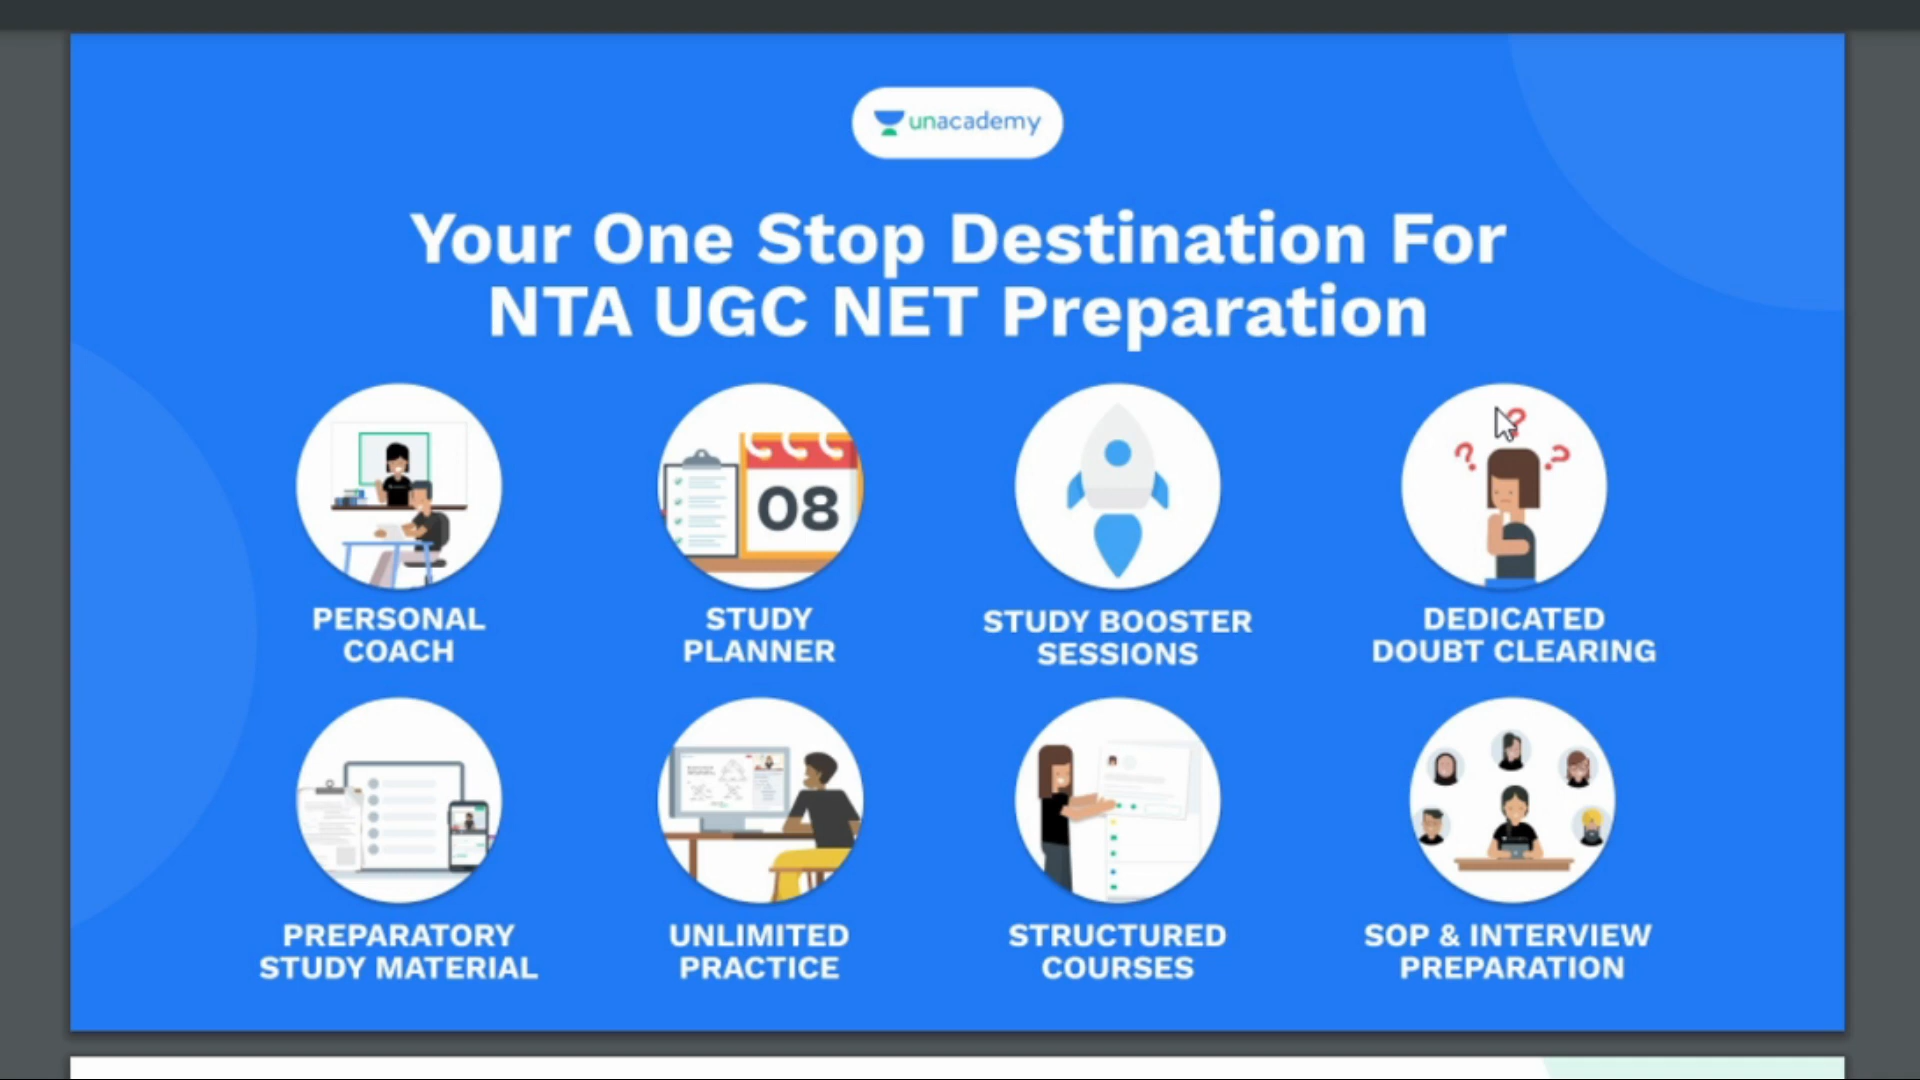 unacademy
Your One Stop Destination For
NTA UGC NET Preparation
08
PERSONAL
COACH
STUDY
PLANNER
STUDY BOOSTER
SESSIONS
DEDICATED
DOUBT CLEARING
PREPARATORY
STUDY MATERIAL
UNLIMITED
PRACTICE
STRUCTURED
COURSES
SOP & INTERVIEW
PREPARATION